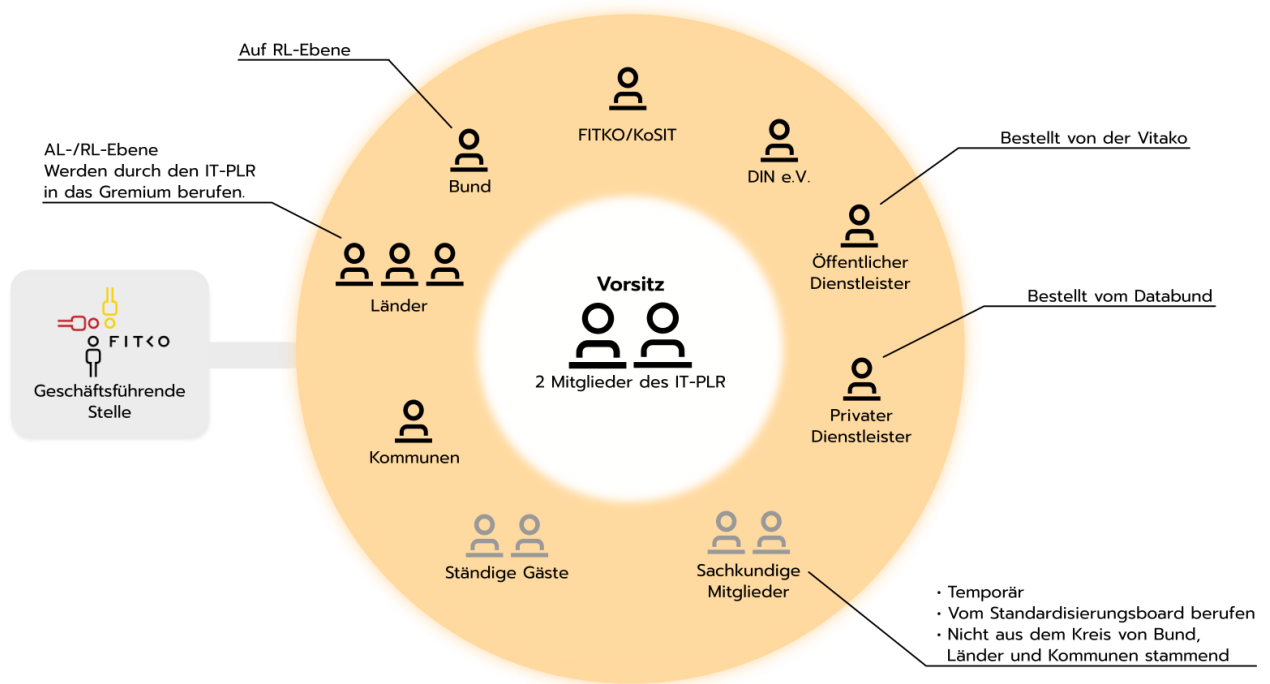 Auf RL-Ebene
FITKO/KoSIT
DIN e.V.
Bestellt von der Vitako
AL-/RL-Ebene
Werden durch den IT-PLR
in das Gremium berufen.
Bund
Öffentlicher
Dienstleister
Länder
Vorsitz
2 Mitglieder des IT-PLR
Bestellt vom Databund
FITKO
Geschäftsführende
Stelle
Privater
Dienstleister
Kommunen
Ständige Gäste
Sachkundige
Mitglieder
• Temporär
• Vom Standardisierungsboard berufen
• Nicht aus dem Kreis von Bund,
Länder und Kommunen stammend